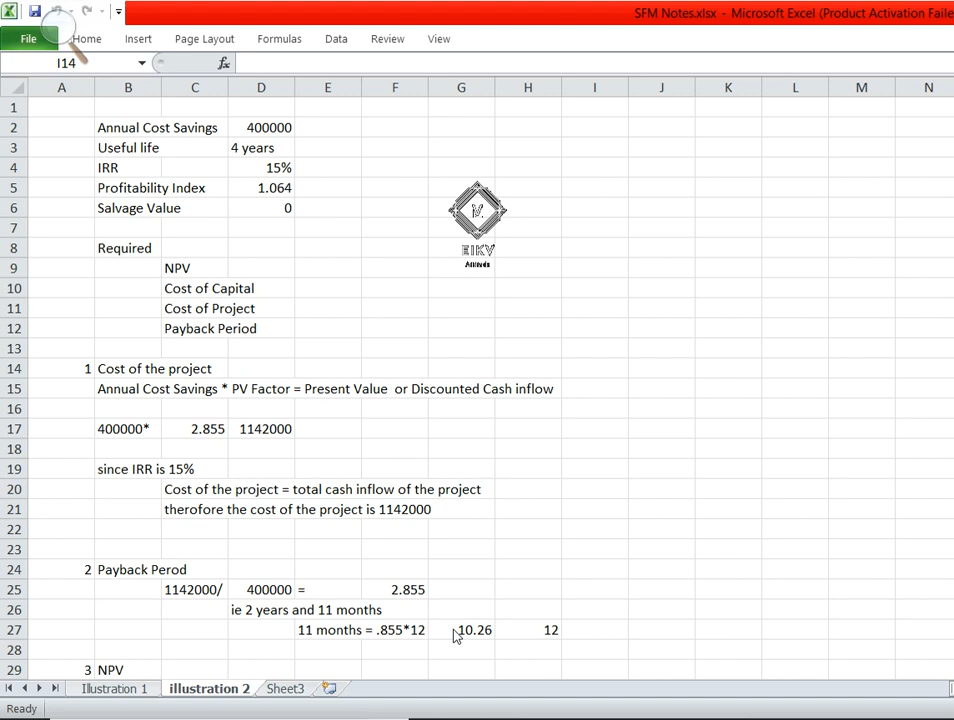 SFM Notes.xlsx - Microsoft Excel (Product Activation Faile
File Home Insert Page Layout Formulas Data Review View
I14 fx
A B C D E F G H I J K L M N
1
2 Annual Cost Savings 400000
3 Useful life 4 years
4 IRR 15%
5 Profitability Index 1.064
6 Salvage Value 0
7
8 Required
9 NPV
10 Cost of Capital
11 Cost of Project
12 Payback Period
13
14 1 Cost of the project
15 Annual Cost Savings * PV Factor = Present Value or Discounted Cash inflow
16
17 400000* 2.855 1142000
18
19 since IRR is 15%
20 Cost of the project = total cash inflow of the project
21 therofore the cost of the project is 1142000
22
23
24 2 Payback Perod
25 1142000/ 400000 = 2.855
26 ie 2 years and 11 months
27 11 months = .855*12 10.26 12
28
29 3 NPV
EIKV
Illustration 1 illustration 2 Sheet3
Ready